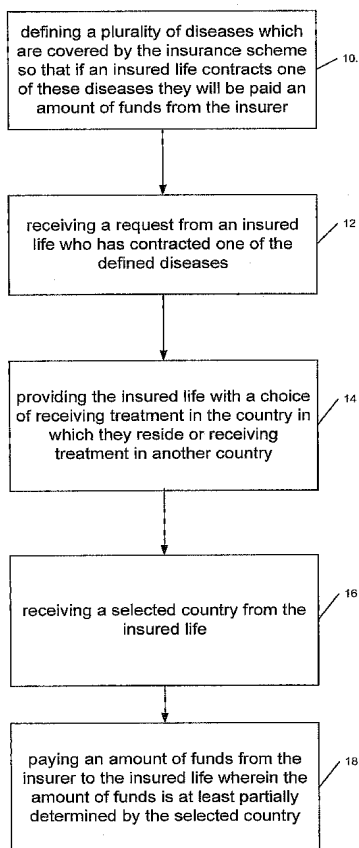 defining a plurality of diseases which
are covered by the insurance scheme
so that if an insured life contracts one
of these diseases they will be paid an
amount of funds from the insurer
10.
receiving a request from an insured
life who has contracted one of the
defined diseases
12
providing the insured life with a choice
of receiving treatment in the country in
which they reside or receiving
treatment in another country
14
receiving a selected country from the
insured life
16
paying an amount of funds from the
insurer to the insured life wherein the
amount of funds is at least partially
determined by the selected country
18